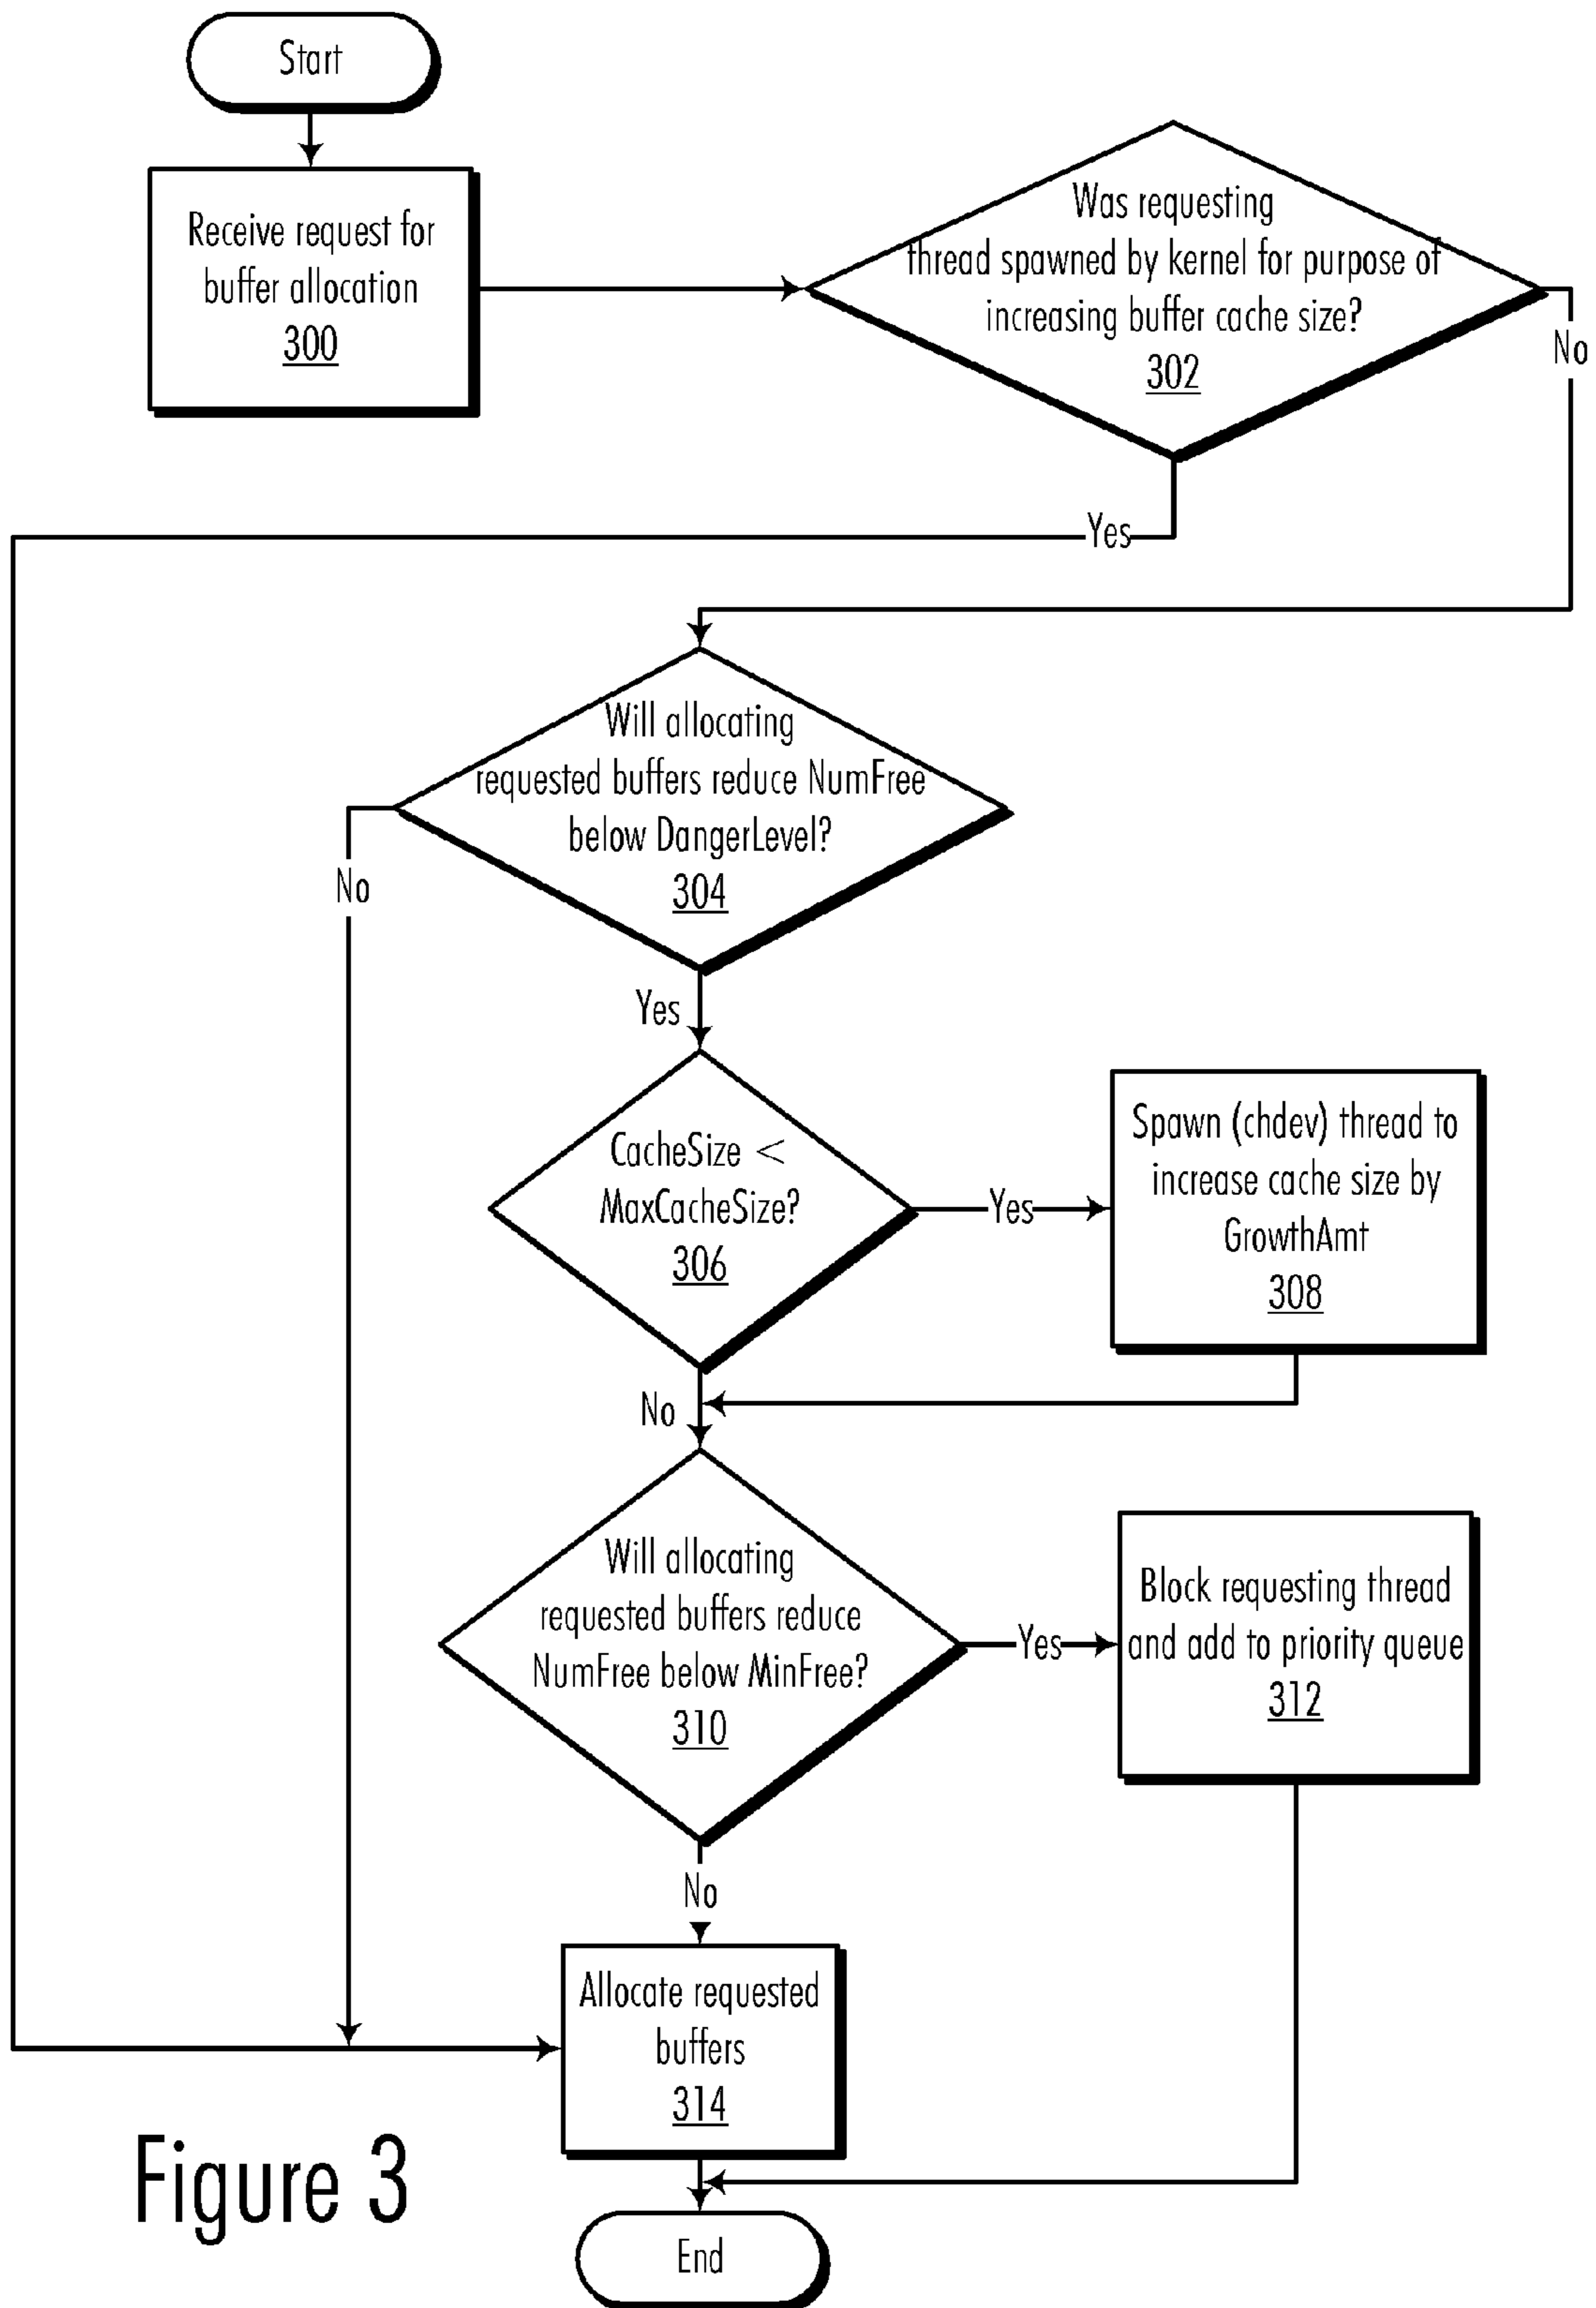 Start
Receive request for
buffer allocation
300
Was requesting
thread spawned by kernel for purpose of
increasing buffer cache size?
302
No
Yes
Will allocating
requested buffers reduce NumFree
below DangerLevel?
304
No
Yes
CacheSize <
MaxCacheSize?
306
Yes
Spawn (chdev) thread to
increase cache size by
GrowthAmt
308
No
Will allocating
requested buffers reduce
NumFree below MinFree?
310
Yes
Block requesting thread
and add to priority queue
312
No
Allocate requested
buffers
314
Figure 3
End